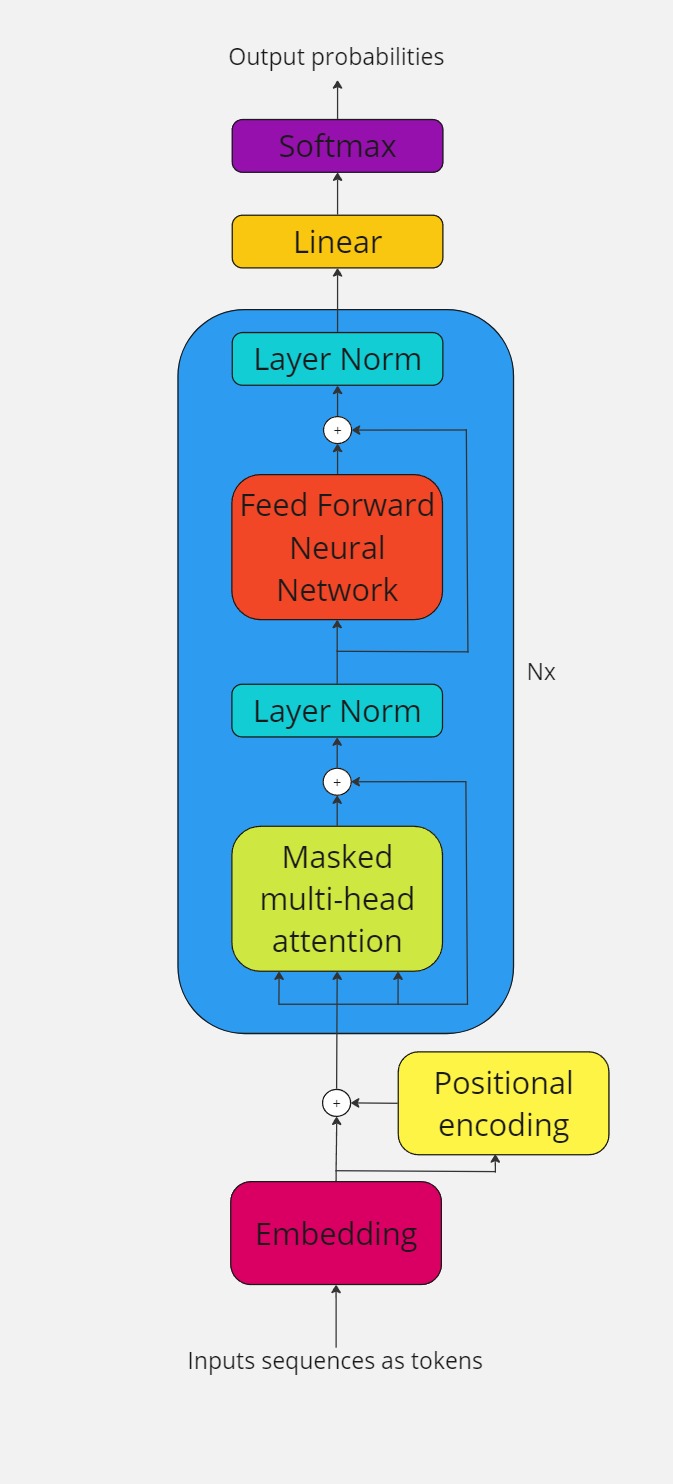 Output probabilities
Softmax
Linear
Layer Norm
+
Feed Forward
Neural
Network
Nx
Layer Norm
+
Masked
multi-head
attention
Positional
encoding
+
Embedding
Inputs sequences as tokens